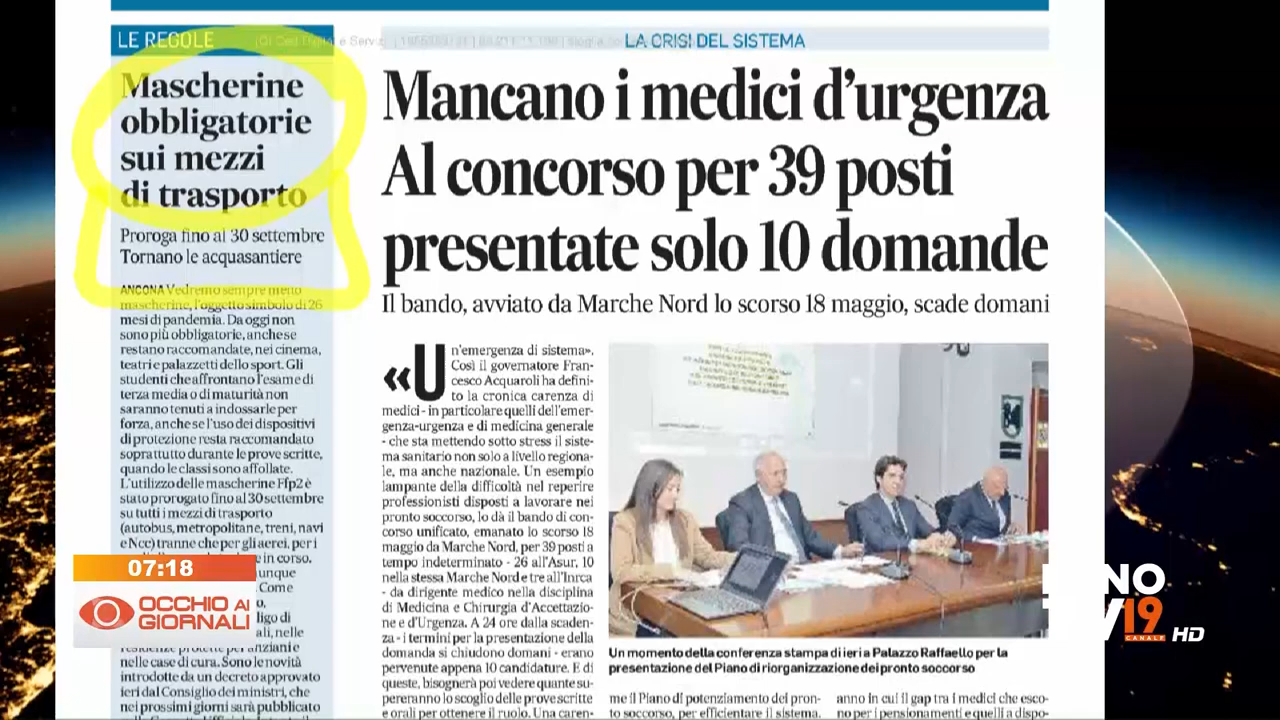 LE REGOLE
Mascherine
obbligatorie
sui mezzi
di trasporto
Proroga fino al 30 settembre
Tornano le acquasantiere
ANCONA Vedremo sempre meno
mascherine, l'oggetto simbolo di 26
mesi di pandemia. Da oggi non
sono più obbligatorie, anche se
restano raccomandate, nei cinema,
teatri e palazzetti dello sport. Gli
studenti che affrontano l'esame di
terza media o di maturità non
saranno tenuti a indossarle per
forza, anche se l'uso dei dispositivi
di protezione resta raccomandato
soprattutto durante le prove scritte,
quando le classi sono affollate.
L'utilizzo delle mascherine Ffp2 è
stato prorogato fino al 30 settembre
su tutti i mezzi di trasporto
(autobus, metropolitane, treni, navi
e Ncc) tranne che per gli aerei, per i
e in corso.
unque
Come
o,
ligo di
ali, nelle
residenze protette per anziani e
nelle case di cura. Sono le novità
introdotte da un decreto approvato
ieri dal Consiglio dei ministri, che
nei prossimi giorni sarà pubblicato
LA CRISI DEL SISTEMA
Mancano i medici d'urgenza
Al concorso per 39 posti
presentate solo 10 domande
Il bando, avviato da Marche Nord lo scorso 18 maggio, scade domani
«Un'emergenza di sistema».
Così il governatore Fran-
cesco Acquaroli ha defini-
to la cronica carenza di
medici - in particolare quelli dell'emer-
genza-urgenza e di medicina generale
- che sta mettendo sotto stress il siste-
ma sanitario non solo a livello regiona-
le, ma anche nazionale. Un esempio
lampante della difficoltà nel reperire
professionisti disposti a lavorare nei
pronto soccorso, lo dà il bando di con-
corso unificato, emanato lo scorso 18
maggio da Marche Nord, per 39 posti a
tempo indeterminato - 26 all'Asur, 10
nella stessa Marche Nord e tre all'Inrca
- da dirigente medico nella disciplina
di Medicina e Chirurgia d'Accettazio-
ne e d'Urgenza. A 24 ore dalla scaden-
za - i termini per la presentazione della
domanda si chiudono domani - erano
pervenute appena 10 candidature. E di
queste, bisognerà poi vedere quante su-
pereranno lo scoglio delle prove scritte
e orali per ottenere il ruolo. Una caren-
Un momento della conferenza stampa di ieri a Palazzo Raffaello per la
presentazione del Piano di riorganizzazione dei pronto soccorso
me il Piano di potenziamento dei pron-
to soccorso, per efficientare il sistema.
anno in cui il gap tra i medici che esco-
no per i pensionamenti e quelli a dispo-
07:18
OCCHIO AI
GIORNALI
NO
TV19
CANALE
HD